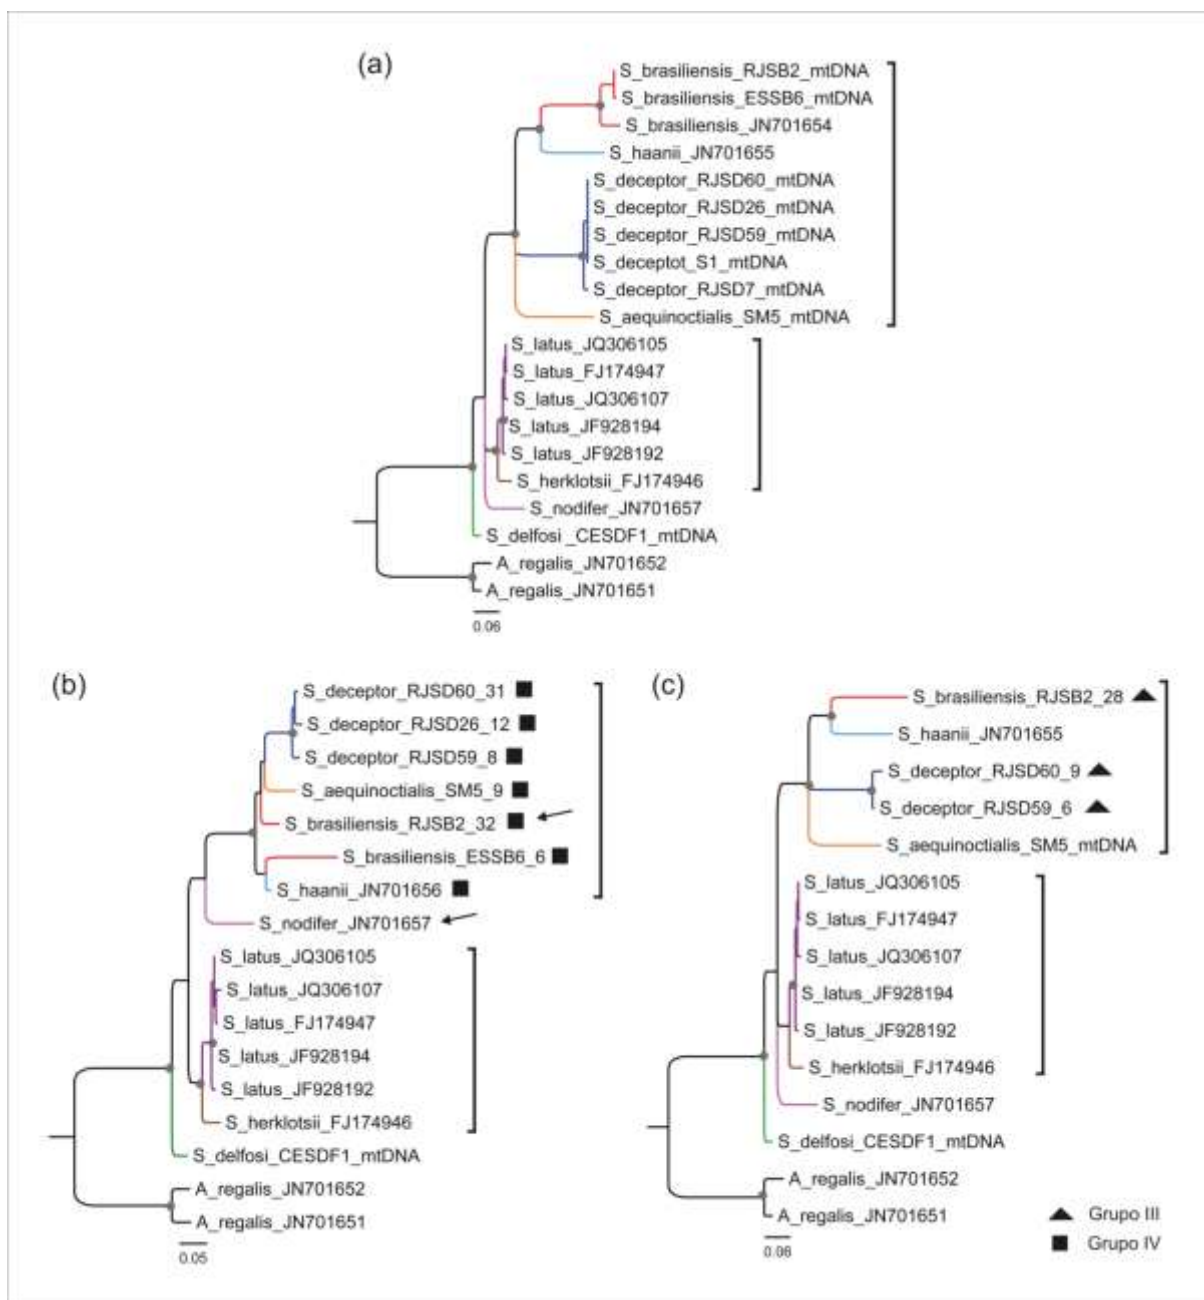 (a)
S_brasiliensis_RJSB2_mtDNA
S_brasiliensis_ESSB6_mtDNA
S_brasiliensis_JN701654
S_haanii_JN701655
S_deceptor_RJSD60_mtDNA
S_deceptor_RJSD26_mtDNA
S_deceptor_RJSD59_mtDNA
S_deceptot_S1_mtDNA
S_deceptor_RJSD7_mtDNA
S_aequinoctialis_SM5_mtDNA
S_latus_JQ306105
S_latus_FJ174947
S_latus_JQ306107
S_latus_JF928194
S_latus_JF928192
S_herklotsii_FJ174946
S_nodifer_JN701657
S_delfosi _CESDF1_mtDNA
A_regalis_JN701652
A_regalis_JN701651
0.06
(b)
S_deceptor_RJSD60_31
S_deceptor_RJSD26_12
S_deceptor_RJSD59_8
S_aequinoctialis_SM5_9
S_brasiliensis_RJSB2_32
S_brasiliensis_ESSB6_6
S_haanii_JN701656
S_nodifer_JN701657
S_latus_JQ306105
S_latus_JQ306107
S_latus_FJ174947
S_latus_JF928194
S_latus_JF928192
S_herklotsii_FJ174946
S_delfosi_CESDF1_mtDNA
A_regalis_JN701652
A_regalis_JN701651
0.05
(c)
S_brasiliensis_RJSB2_28
S_haanii_JN701655
S_deceptor_RJSD60_9
S_deceptor_RJSD59_6
S_aequinoctialis_SM5_mtDNA
S_latus_JQ306105
S_latus_FJ174947
S_latus_JQ306107
S_latus_JF928194
S_latus_JF928192
S_herklotsii_FJ174946
S_nodifer_JN701657
S_delfosi_CESDF1_mtDNA
A_regalis_JN701652
A_regalis_JN701651
0.06
Grupo III
Grupo IV